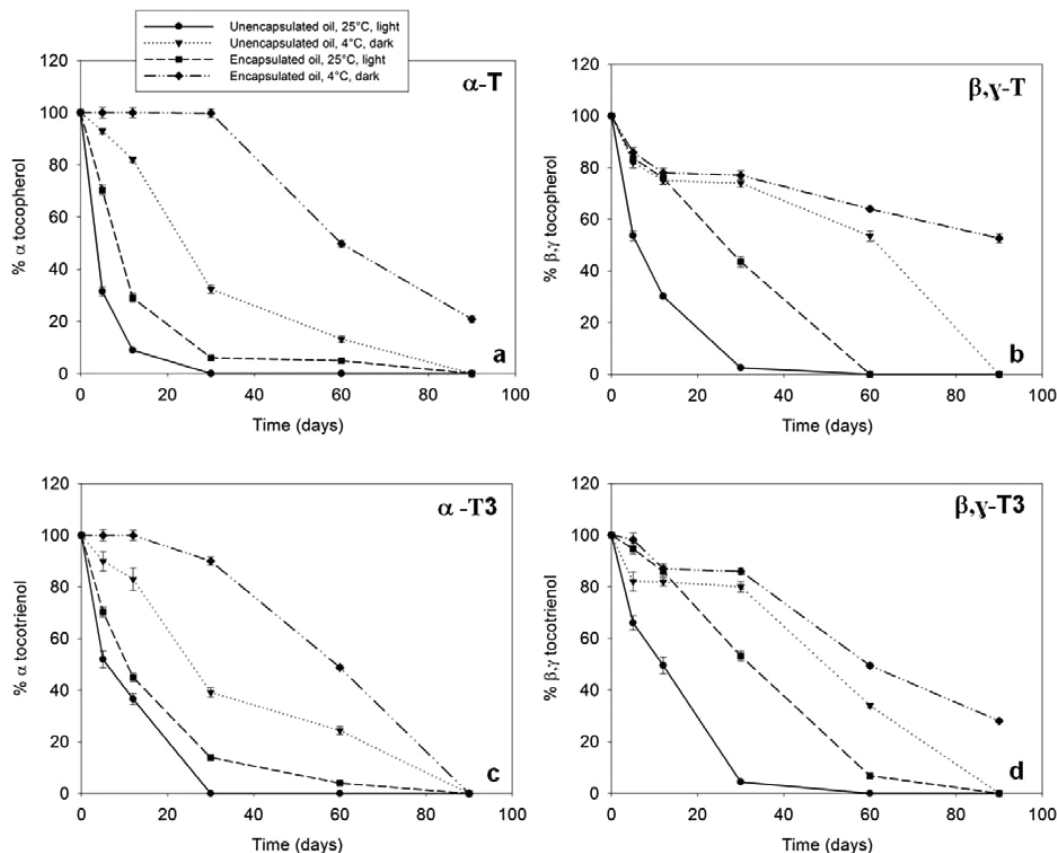 Unencapsulated oil, 25°C, light
Unencapsulated oil, 4°C, dark
Encapsulated oil, 25°C, light
Encapsulated oil, 4°C, dark
α-T
% α tocopherol
120
100
80
60
40
20
0
a
0 20 40 60 80 100
Time (days)
β,ɣ-T
% β,γ tocopherol
120
100
80
60
40
20
0
b
0 20 40 60 80 100
Time (days)
α -T3
% α tocotrienol
120
100
80
60
40
20
0
c
0 20 40 60 80 100
Time (days)
β,ɣ-T3
% β,γ tocotrienol
120
100
80
60
40
20
0
d
0 20 40 60 80 100
Time (days)